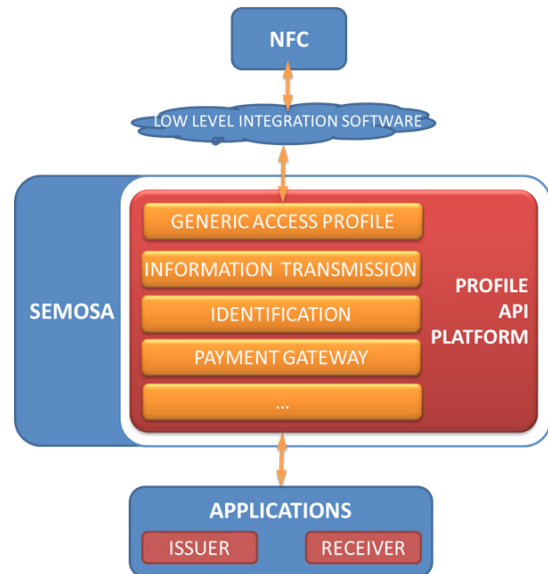 NFC
LOW LEVEL INTEGRATION SOFTWARE
GENERIC ACCESS PROFILE
INFORMATION TRANSMISSION
SEMOSA
IDENTIFICATION
PROFILE
API
PLATFORM
PAYMENT GATEWAY
...
APPLICATIONS
ISSUER
RECEIVER